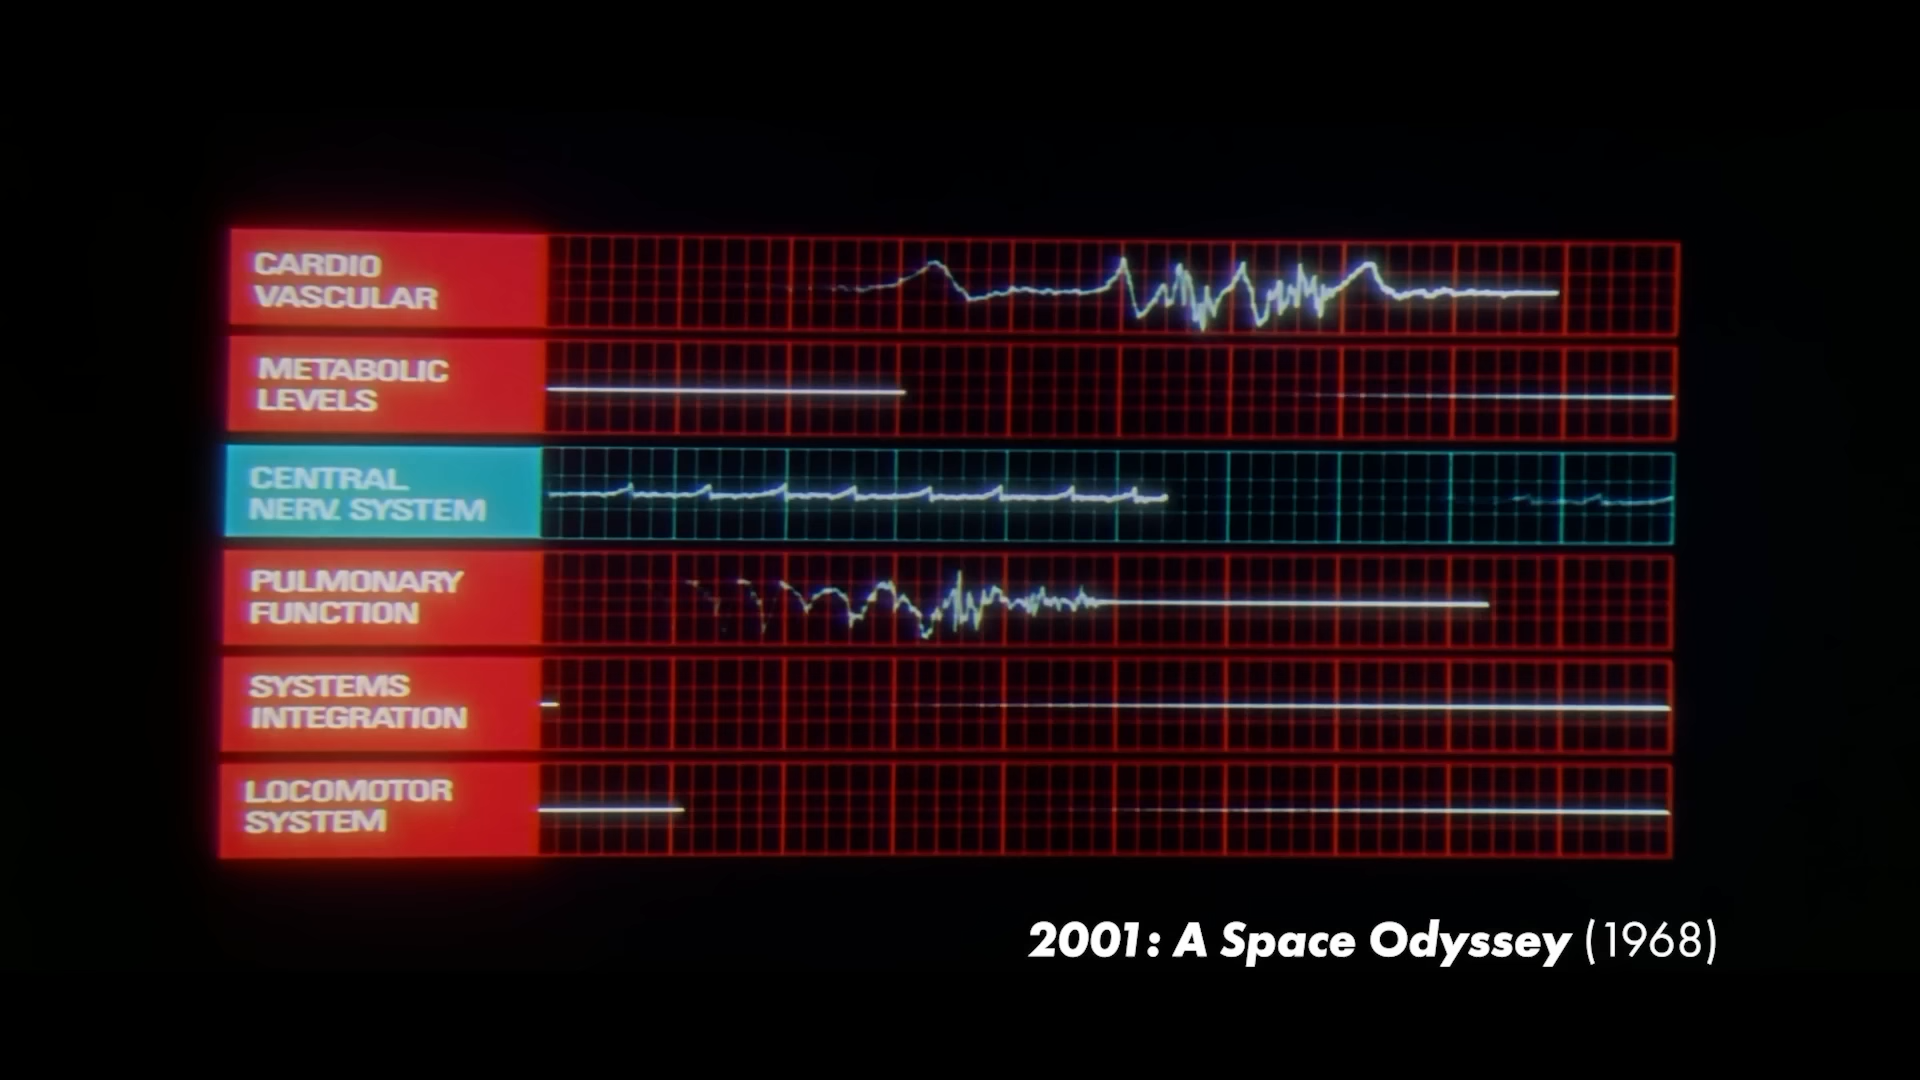 CARDIO
VASCULAR
METABOLIC
LEVELS
CENTRAL
NERV. SYSTEM
PULMONARY
FUNCTION
SYSTEMS
INTEGRATION
LOCOMOTOR
SYSTEM
2001: A Space Odyssey (1968)